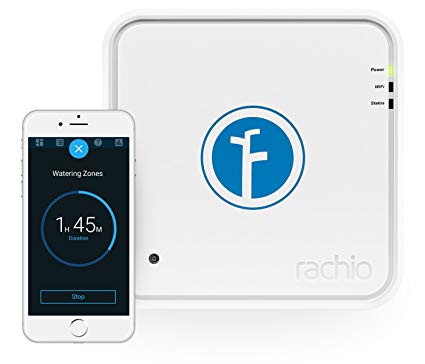 Power
WiFi
Status
Watering Zones
1H 45M
Duration
Stop
rachio